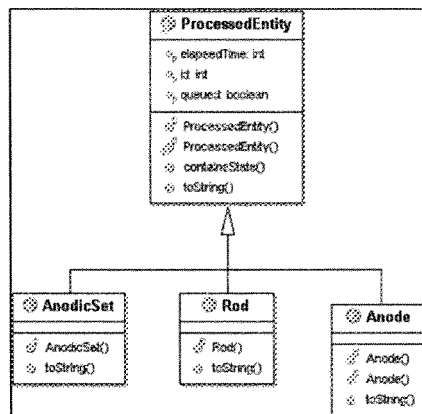 ProcessedEntity
elapsedTime: int
id: int
queued: boolean
ProcessedEntity()
ProcessedEntity()
containsState()
toString()
AnodicSet
AnodicSet()
toString()
Rod
Rod()
toString()
Anode
Anode()
Anode()
toString()